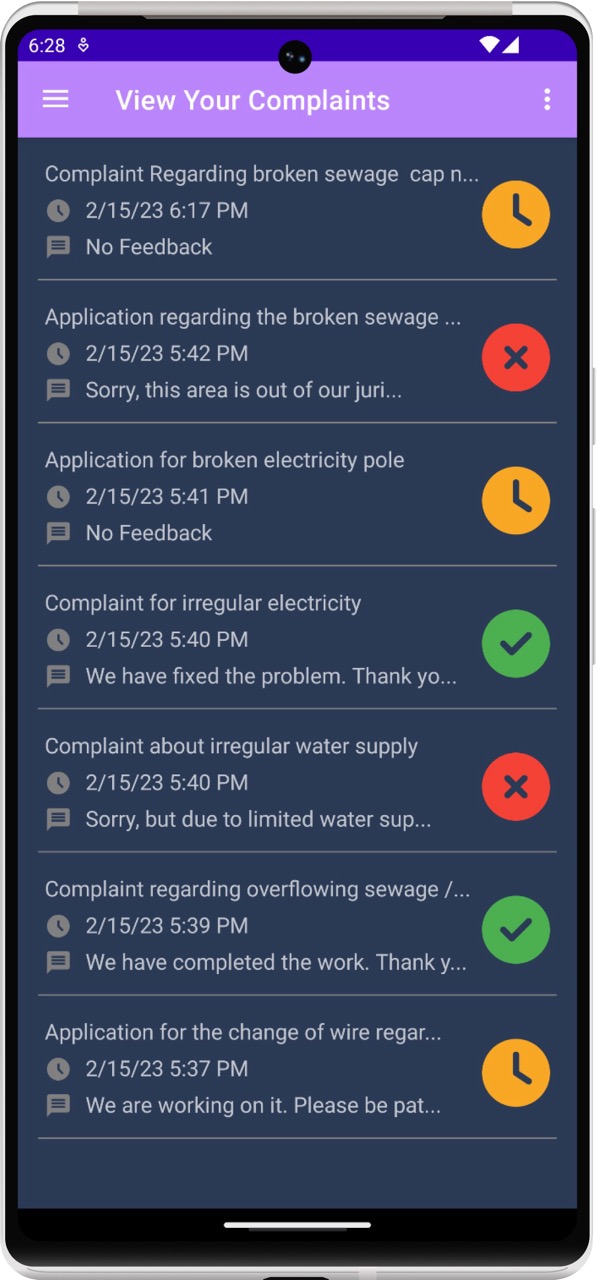 6:28
View Your Complaints
Complaint Regarding broken sewage  cap n...
2/15/23 6:17 PM
No Feedback
Application regarding the broken sewage ...
2/15/23 5:42 PM
Sorry, this area is out of our juri...
Application for broken electricity pole
2/15/23 5:41 PM
No Feedback
Complaint for irregular electricity
2/15/23 5:40 PM
We have fixed the problem. Thank yo...
Complaint about irregular water supply
2/15/23 5:40 PM
Sorry, but due to limited water sup...
Complaint regarding overflowing sewage /...
2/15/23 5:39 PM
We have completed the work. Thank y...
Application for the change of wire regar...
2/15/23 5:37 PM
We are working on it. Please be pat...